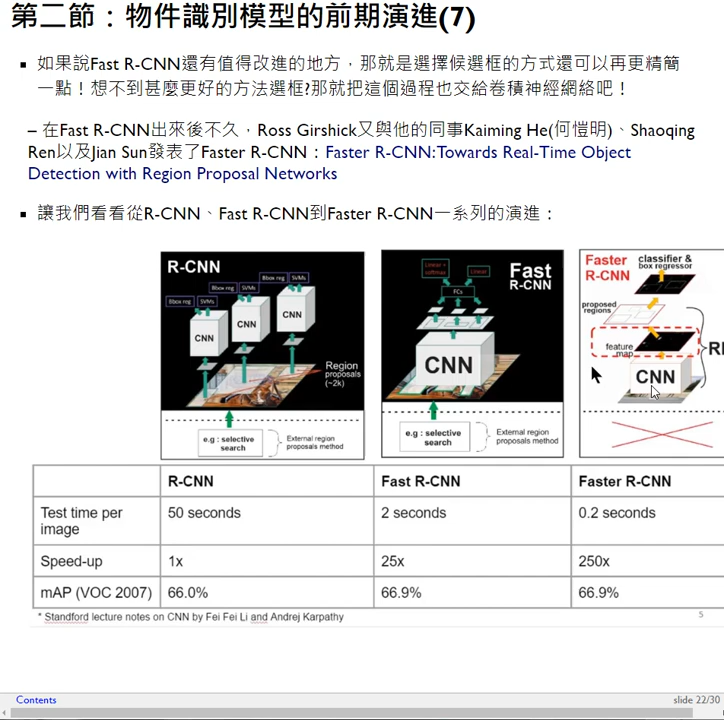 第二節：物件識別模型的前期演進(7)
如果說Fast R-CNN還有值得改進的地方，那就是選擇候選框的方式還可以再更精簡
一點！想不到甚麼更好的方法選框?那就把這個過程也交給卷積神經網絡吧！
– 在Fast R-CNN出來後不久，Ross Girshick又與他的同事Kaiming He(何愷明)、Shaoqing
Ren以及Jian Sun發表了Faster R-CNN：Faster R-CNN:Towards Real-Time Object
Detection with Region Proposal Networks
讓我們看看從R-CNN、Fast R-CNN到Faster R-CNN一系列的演進：
R-CNN
Bbox reg SVMs
Bbox reg SVMs
Bbox reg SVMs
CNN
CNN
CNN
Region
proposals
(~2k)
e.g : selective
search
External region
proposals method
Fast
R-CNN
Linear +
softmax
Linear
FCs
CNN
e.g : selective
search
External region
proposals method
Faster
R-CNN
classifier &
box regressor
proposed
regions
feature
map
CNN
R-CNN Fast R-CNN Faster R-CNN
Test time per
image
50 seconds 2 seconds 0.2 seconds
Speed-up 1x 25x 250x
mAP (VOC 2007) 66.0% 66.9% 66.9%
* Standford lecture notes on CNN by Fei Fei Li and Andrej Karpathy
5
Contents
slide 22/30